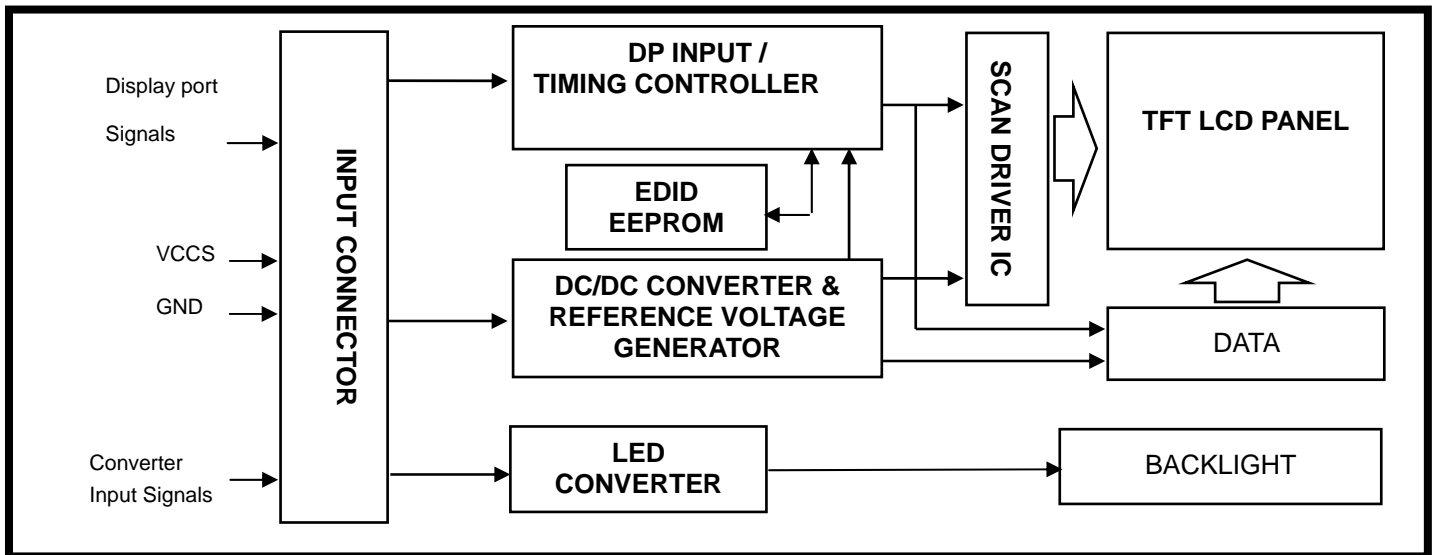 Display port
Signals
VCCS
GND
Converter
Input Signals
INPUT CONNECTOR
DP INPUT /
TIMING CONTROLLER
EDID
EEPROM
DC/DC CONVERTER &
REFERENCE VOLTAGE
GENERATOR
LED
CONVERTER
SCAN DRIVER IC
TFT LCD PANEL
DATA
BACKLIGHT